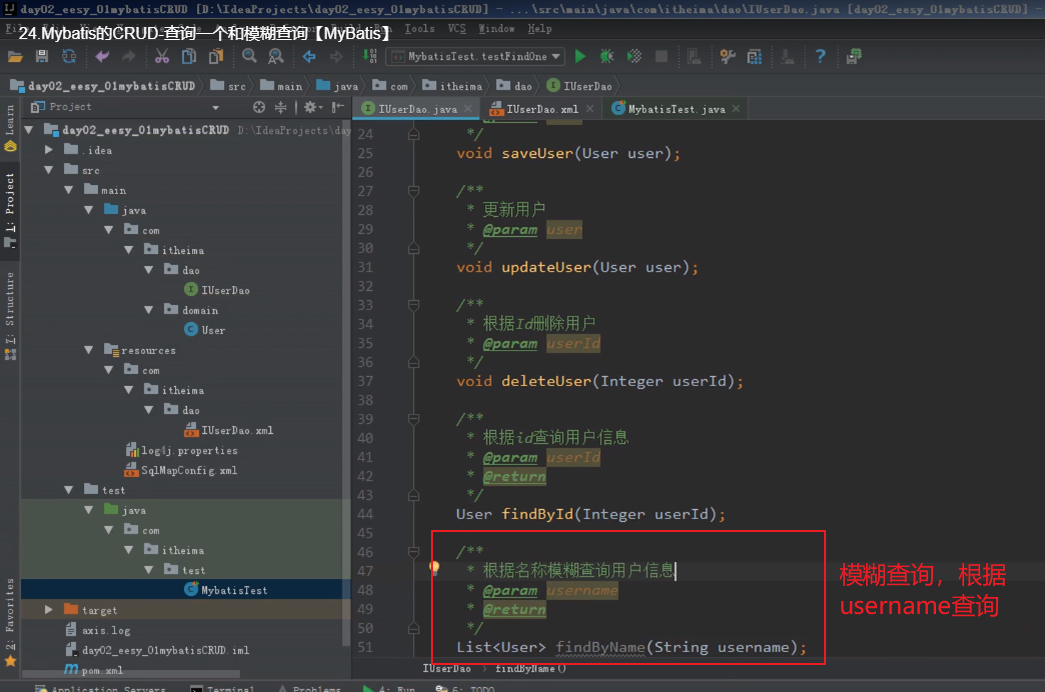 day02_eesy_01mybatisCRUD [D:\IdeaProjects\day02_eesy_01mybatisCRUD] - ...\src\main\java\com\itheima\dao\IUserDao.java [day02_eesy_01mybatisCRUD] -
24.Mybatis的CRUD-查询一个和模糊查询【MyBatis】
Tools VCS Window Help
MybatisTest.testFindOne
day02_eesy_01mybatisCRUD src main java com itheima dao IUserDao
Project
IUserDao.java × IUserDao.xml × MybatisTest.java ×
Learn
1: Project
7: Structure
2: Favorites
day02_eesy_01mybatisCRUD D:\IdeaProjects\day
.idea
src
main
java
com
itheima
dao
IUserDao
domain
User
resources
com
itheima
dao
IUserDao.xml
log4j.properties
SqlMapConfig.xml
test
java
com
itheima
test
MybatisTest
target
axis.log
day02_eesy_01mybatisCRUD.iml
pom.xml
24 */
25 void saveUser(User user);
26
27 /**
28 * 更新用户
29 * @param user
30 */
31 void updateUser(User user);
32
33 /**
34 * 根据Id删除用户
35 * @param userId
36 */
37 void deleteUser(Integer userId);
38
39 /**
40 * 根据id查询用户信息
41 * @param userId
42 * @return
43 */
44 User findById(Integer userId);
45
46 /**
47 * 根据名称模糊查询用户信息
48 * @param username
49 * @return
50 */
51 List<User> findByName(String username);
模糊查询，根据
username查询
IUserDao › findByName()
Application Servers Terminal Problems 4: Run 6: TODO